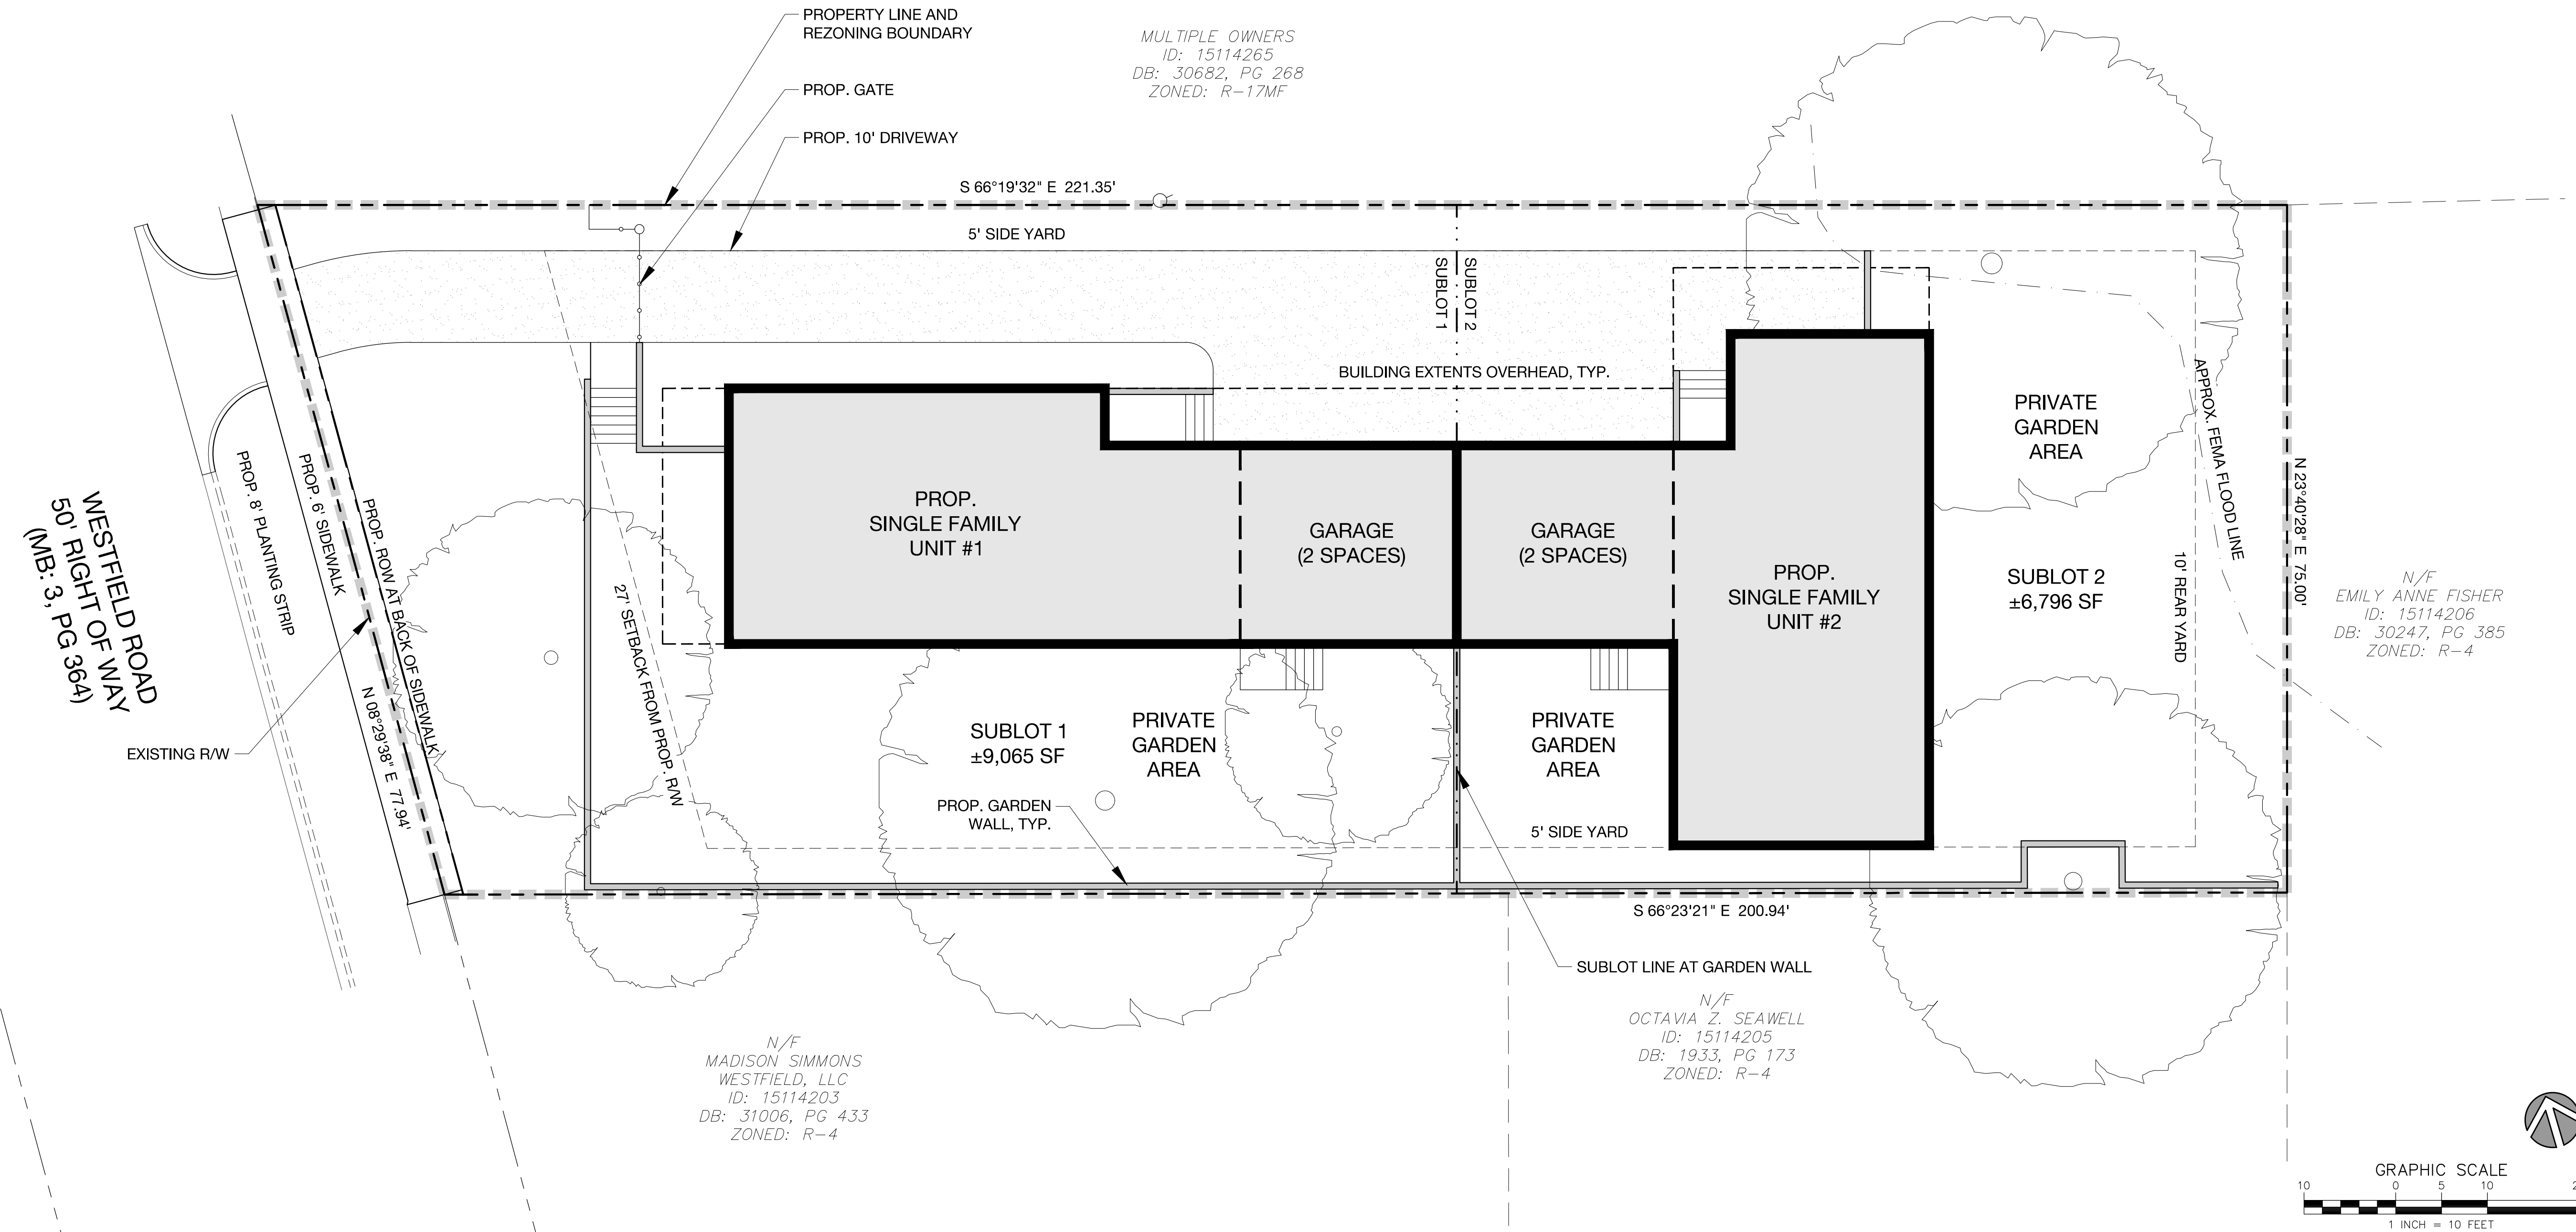 PROPERTY LINE AND
REZONING BOUNDARY
MULTIPLE OWNERS
ID: 15114265
DB: 30682, PG 268
ZONED: R-17MF
PROP. GATE
PROP. 10' DRIVEWAY
S 66°19'32" E 221.35'
5' SIDE YARD
SUBLOT 1
SUBLOT 2
BUILDING EXTENTS OVERHEAD, TYP.
PRIVATE
GARDEN
AREA
APPROX. FEMA FLOOD LINE
N 23°40'28" E 75.00'
WESTFIELD ROAD
50' RIGHT OF WAY
(MB: 3, PG 364)
PROP. 8' PLANTING STRIP
PROP. 6' SIDEWALK
PROP. ROW AT BACK OF SIDEWALK
N 08°29'38" E 77.94'
EXISTING R/W
27' SETBACK FROM PROP. R/W
PROP.
SINGLE FAMILY
UNIT #1
GARAGE
(2 SPACES)
GARAGE
(2 SPACES)
PROP.
SINGLE FAMILY
UNIT #2
SUBLOT 2
±6,796 SF
10' REAR YARD
N/F
EMILY ANNE FISHER
ID: 15114206
DB: 30247, PG 385
ZONED: R-4
SUBLOT 1
±9,065 SF
PRIVATE
GARDEN
AREA
PRIVATE
GARDEN
AREA
PROP. GARDEN
WALL, TYP.
5' SIDE YARD
S 66°23'21" E 200.94'
SUBLOT LINE AT GARDEN WALL
N/F
OCTAVIA Z. SEAWELL
ID: 15114205
DB: 1933, PG 173
ZONED: R-4
N/F
MADISON SIMMONS
WESTFIELD, LLC
ID: 15114203
DB: 31006, PG 433
ZONED: R-4
GRAPHIC SCALE
10 0 5 10
1 INCH = 10 FEET